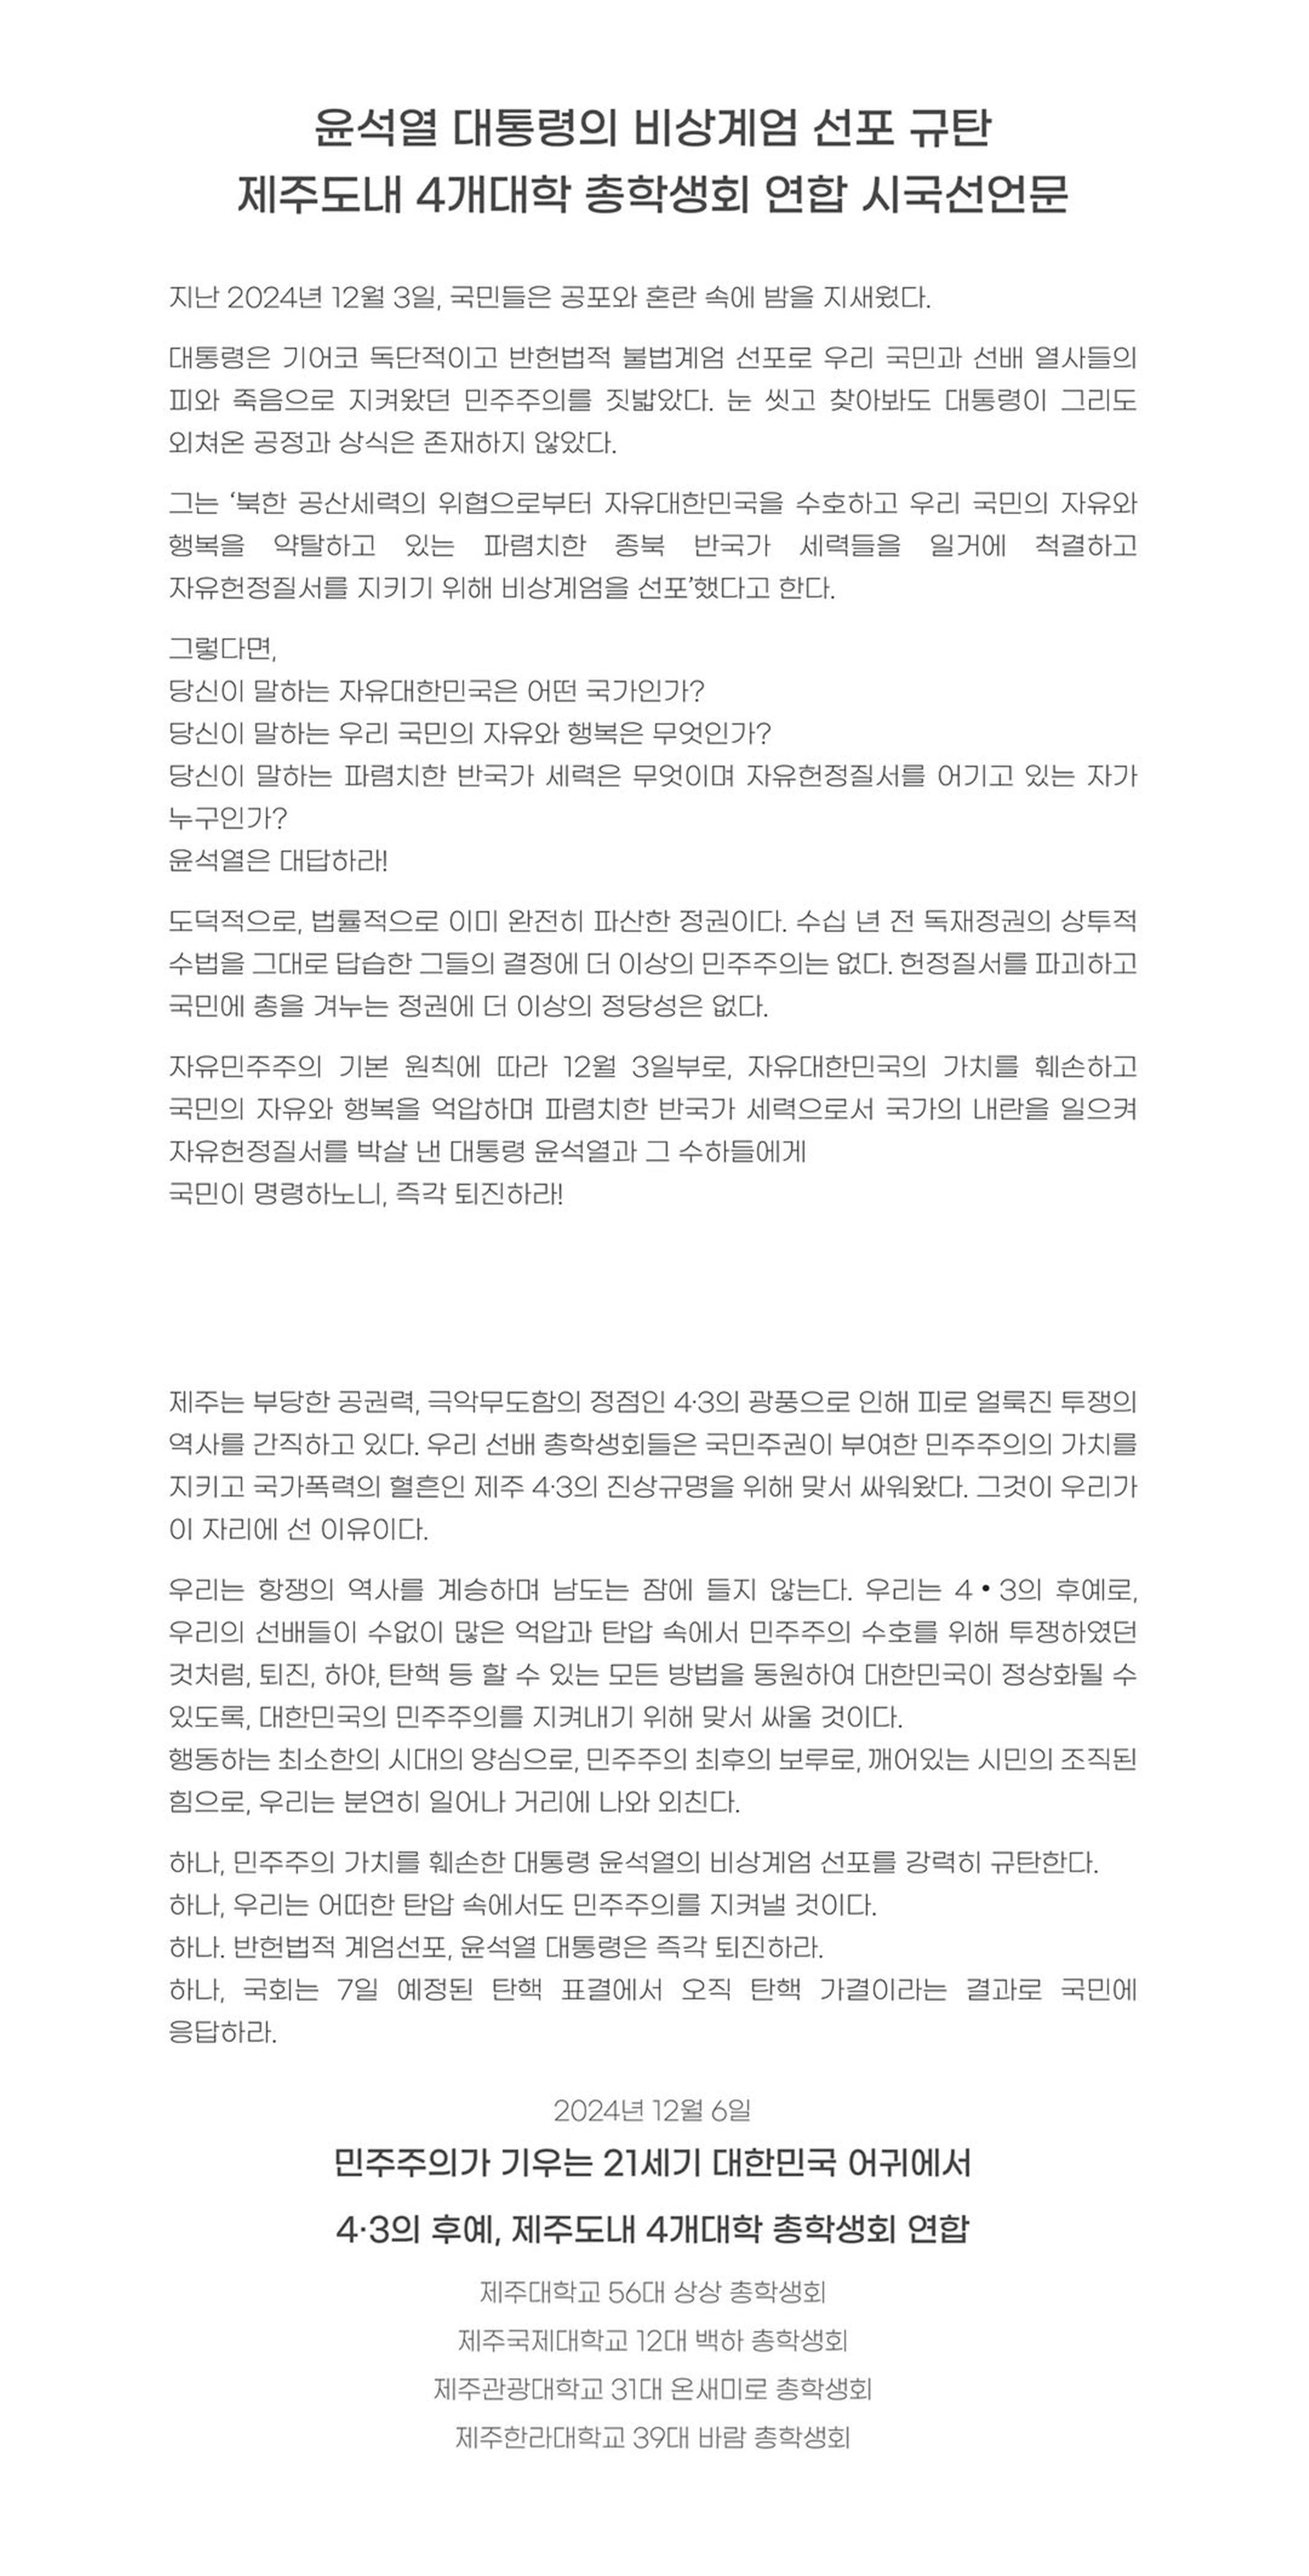 윤석열 대통령의 비상계엄 선포 규탄
제주도내 4개대학 총학생회 연합 시국선언문
지난 2024년 12월 3일, 국민들은 공포와 혼란 속에 밤을 지새웠다.
대통령은 기어코 독단적이고 반헌법적 불법계엄 선포로 우리 국민과 선배 열사들의
피와 죽음으로 지켜왔던 민주주의를 짓밟았다. 눈 씻고 찾아봐도 대통령이 그리도
외쳐온 공정과 상식은 존재하지 않았다.
그는 ‘북한 공산세력의 위협으로부터 자유대한민국을 수호하고 우리 국민의 자유와
행복을 약탈하고 있는 파렴치한 종북 반국가 세력들을 일거에 척결하고
자유헌정질서를 지키기 위해 비상계엄을 선포’했다고 한다.
그렇다면,
당신이 말하는 자유대한민국은 어떤 국가인가?
당신이 말하는 우리 국민의 자유와 행복은 무엇인가?
당신이 말하는 파렴치한 반국가 세력은 무엇이며 자유헌정질서를 어기고 있는 자가
누구인가?
윤석열은 대답하라!
도덕적으로, 법률적으로 이미 완전히 파산한 정권이다. 수십 년 전 독재정권의 상투적
수법을 그대로 답습한 그들의 결정에 더 이상의 민주주의는 없다. 헌정질서를 파괴하고
국민에 총을 겨누는 정권에 더 이상의 정당성은 없다.
자유민주주의 기본 원칙에 따라 12월 3일부로, 자유대한민국의 가치를 훼손하고
국민의 자유와 행복을 억압하며 파렴치한 반국가 세력으로서 국가의 내란을 일으켜
자유헌정질서를 박살 낸 대통령 윤석열과 그 수하들에게
국민이 명령하노니, 즉각 퇴진하라!
제주는 부당한 공권력, 극악무도함의 정점인 4·3의 광풍으로 인해 피로 얼룩진 투쟁의
역사를 간직하고 있다. 우리 선배 총학생회들은 국민주권이 부여한 민주주의의 가치를
지키고 국가폭력의 혈흔인 제주 4·3의 진상규명을 위해 맞서 싸워왔다. 그것이 우리가
이 자리에 선 이유이다.
우리는 항쟁의 역사를 계승하며 남도는 잠에 들지 않는다. 우리는 4•3의 후예로,
우리의 선배들이 수없이 많은 억압과 탄압 속에서 민주주의 수호를 위해 투쟁하였던
것처럼, 퇴진, 하야, 탄핵 등 할 수 있는 모든 방법을 동원하여 대한민국이 정상화될 수
있도록, 대한민국의 민주주의를 지켜내기 위해 맞서 싸울 것이다.
행동하는 최소한의 시대의 양심으로, 민주주의 최후의 보루로, 깨어있는 시민의 조직된
힘으로, 우리는 분연히 일어나 거리에 나와 외친다.
하나, 민주주의 가치를 훼손한 대통령 윤석열의 비상계엄 선포를 강력히 규탄한다.
하나, 우리는 어떠한 탄압 속에서도 민주주의를 지켜낼 것이다.
하나. 반헌법적 계엄선포, 윤석열 대통령은 즉각 퇴진하라.
하나, 국회는 7일 예정된 탄핵 표결에서 오직 탄핵 가결이라는 결과로 국민에
응답하라.
2024년 12월 6일
민주주의가 기우는 21세기 대한민국 어귀에서
4·3의 후예, 제주도내 4개대학 총학생회 연합
제주대학교 56대 상상 총학생회
제주국제대학교 12대 백하 총학생회
제주관광대학교 31대 온새미로 총학생회
제주한라대학교 39대 바람 총학생회